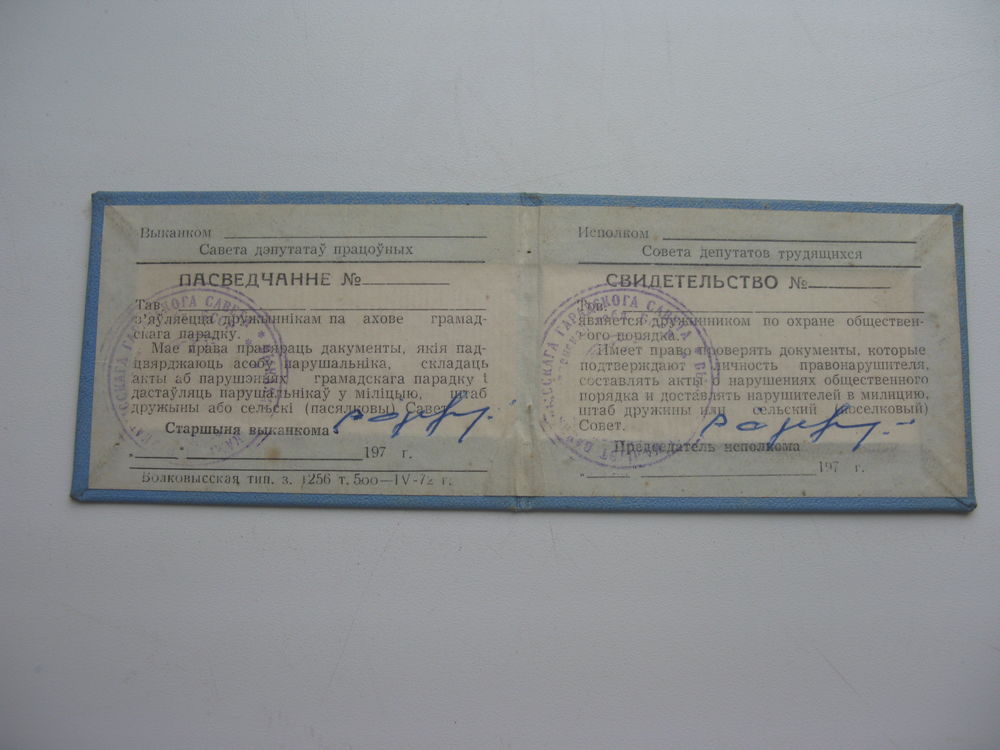 Выканком
Савета дэпутатаў працоўных
ПАСВЕДЧАННЕ №
Тав.
з'яўляецца дружыннікам па ахове грамад-
скага парадку.
Мае права правяраць дакументы, якія пад-
цвярджаюць асобу парушальніка, складаць
акты аб парушэннях грамадскага парадку і
дастаўляць парушальнікаў у міліцыю, штаб
дружыны або сельскі (пасялковы) Савет.
Старшыня выканкома
197 г.
Волковысская тип. з. 1256 т. 500—IV-72 г.
Исполком
Совета депутатов трудящихся
СВИДЕТЕЛЬСТВО №
Тов.
является дружинником по охране обществен-
ного порядка.
Имеет право проверять документы, которые
подтверждают личность правонарушителя,
составлять акты о нарушениях общественного
порядка и доставлять нарушителей в милицию,
штаб дружины или сельский (поселковый)
Совет.
Председатель исполкома
197 г.